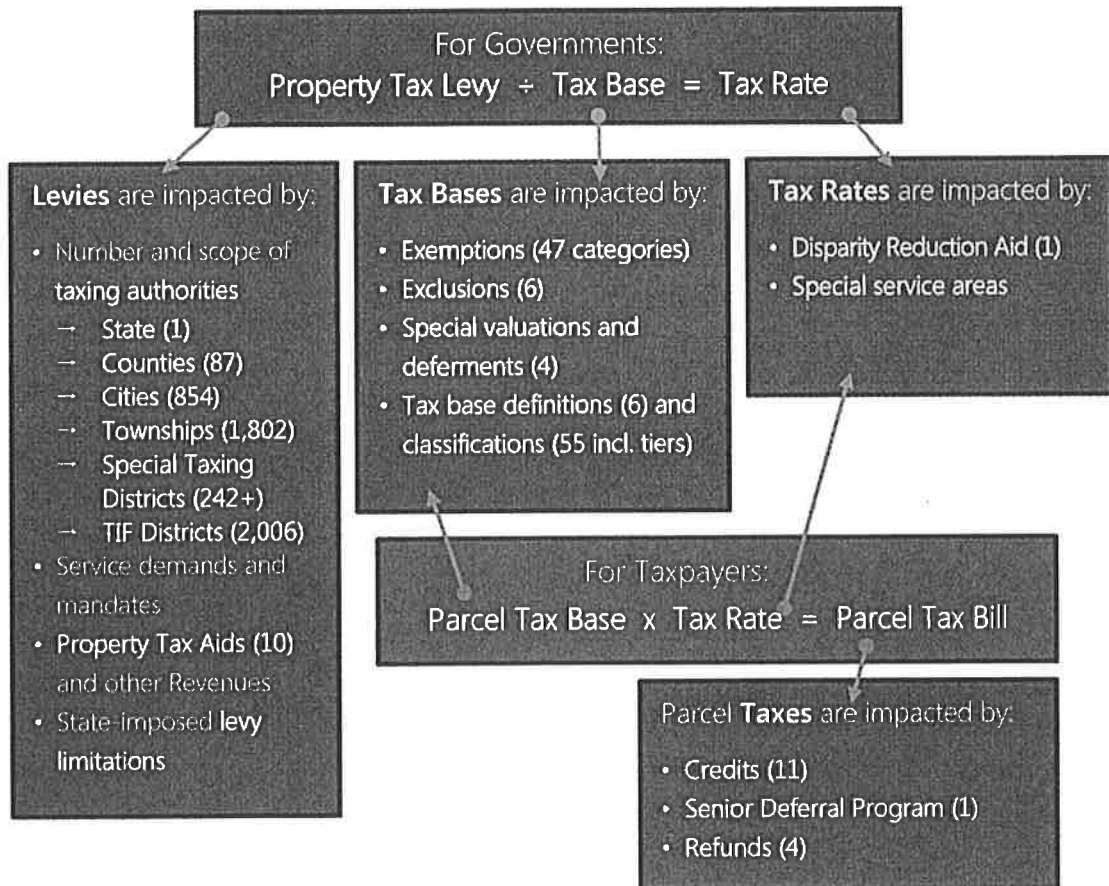 For Governments:
Property Tax Levy ÷ Tax Base = Tax Rate
Levies are impacted by:
• Number and scope of
taxing authorities
→ State (1)
→ Counties (87)
→ Cities (854)
→ Townships (1,802)
→ Special Taxing
Districts (242+)
→ TIF Districts (2,006)
• Service demands and
mandates
• Property Tax Aids (10)
and other Revenues
• State-imposed levy
limitations
Tax Bases are impacted by:
• Exemptions (47 categories)
• Exclusions (6)
• Special valuations and
deferments (4)
• Tax base definitions (6) and
classifications (55 incl. tiers)
Tax Rates are impacted by:
• Disparity Reduction Aid (1)
• Special service areas
For Taxpayers:
Parcel Tax Base x Tax Rate = Parcel Tax Bill
Parcel Taxes are impacted by:
• Credits (11)
• Senior Deferral Program (1)
• Refunds (4)